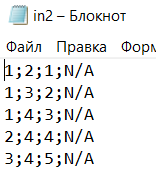 in2 – Блокнот
Файл Правка Форм
1;2;1;N/A
1;3;2;N/A
1;4;3;N/A
2;4;4;N/A
3;4;5;N/A